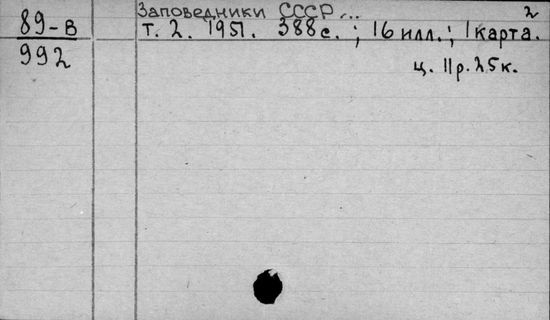 Заповедники СССР...
2
89-В
992
т. 2. 1951. 388с.; 16 илл.; 1 карта.
ц. 11р. 25к.